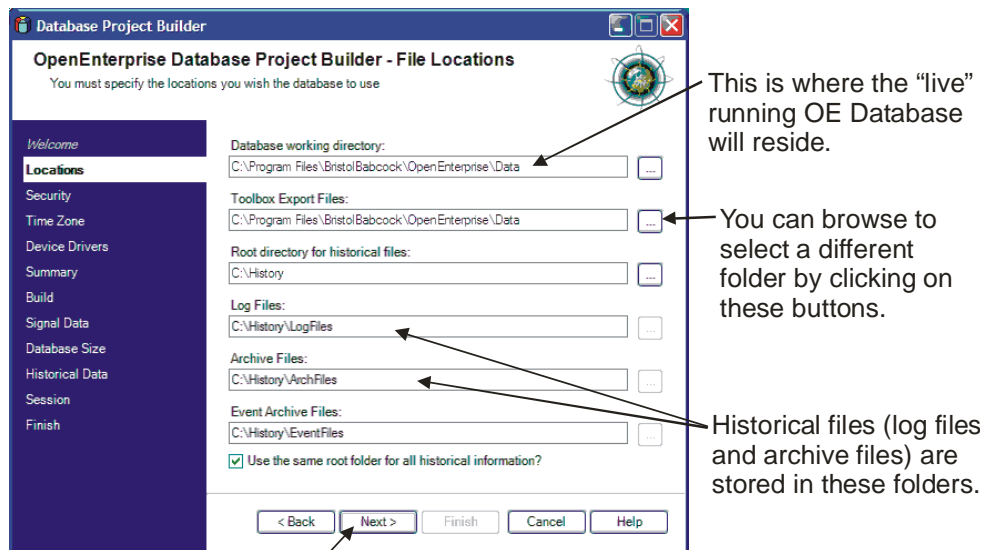 Database Project Builder
OpenEnterprise Database Project Builder - File Locations
You must specify the locations you wish the database to use
Welcome
Locations
Security
Time Zone
Device Drivers
Summary
Build
Signal Data
Database Size
Historical Data
Session
Finish
Database working directory:
C:\Program Files\BristolBabcock\OpenEnterprise\Data
...
Toolbox Export Files:
C:\Program Files\BristolBabcock\OpenEnterprise\Data
...
Root directory for historical files:
C:\History
...
Log Files:
C:\History\LogFiles
...
Archive Files:
C:\History\ArchFiles
...
Event Archive Files:
C:\History\EventFiles
...
Use the same root folder for all historical information?
< Back
Next >
Finish
Cancel
Help
This is where the “live”
running OE Database
will reside.
You can browse to
select a different
folder by clicking on
these buttons.
Historical files (log files
and archive files) are
stored in these folders.